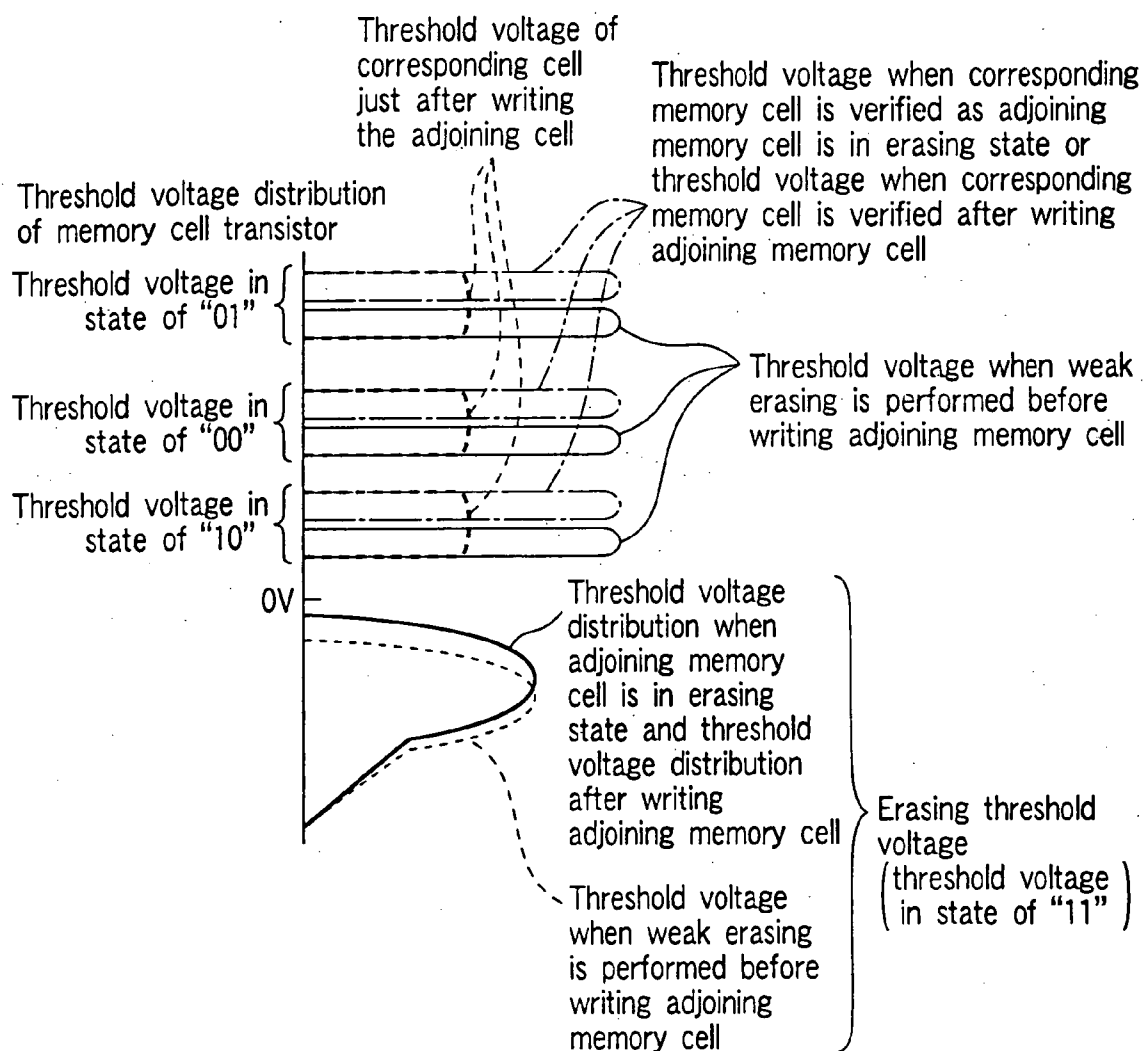 Threshold voltage of
corresponding cell
just after writing
the adjoining cell
Threshold voltage when corresponding
memory cell is verified as adjoining
memory cell is in erasing state or
threshold voltage when corresponding
memory cell is verified after writing
adjoining memory cell
Threshold voltage distribution
of memory cell transistor
Threshold voltage in
state of “01”
Threshold voltage when weak
erasing is performed before
writing adjoining memory cell
Threshold voltage in
state of “00”
Threshold voltage in
state of “10”
0V
Threshold voltage
distribution when
adjoining memory
cell is in erasing
state and threshold
voltage distribution
after writing
adjoining memory cell
Erasing threshold
voltage
(threshold voltage
in state of “11”)
Threshold voltage
when weak erasing
is performed before
writing adjoining
memory cell